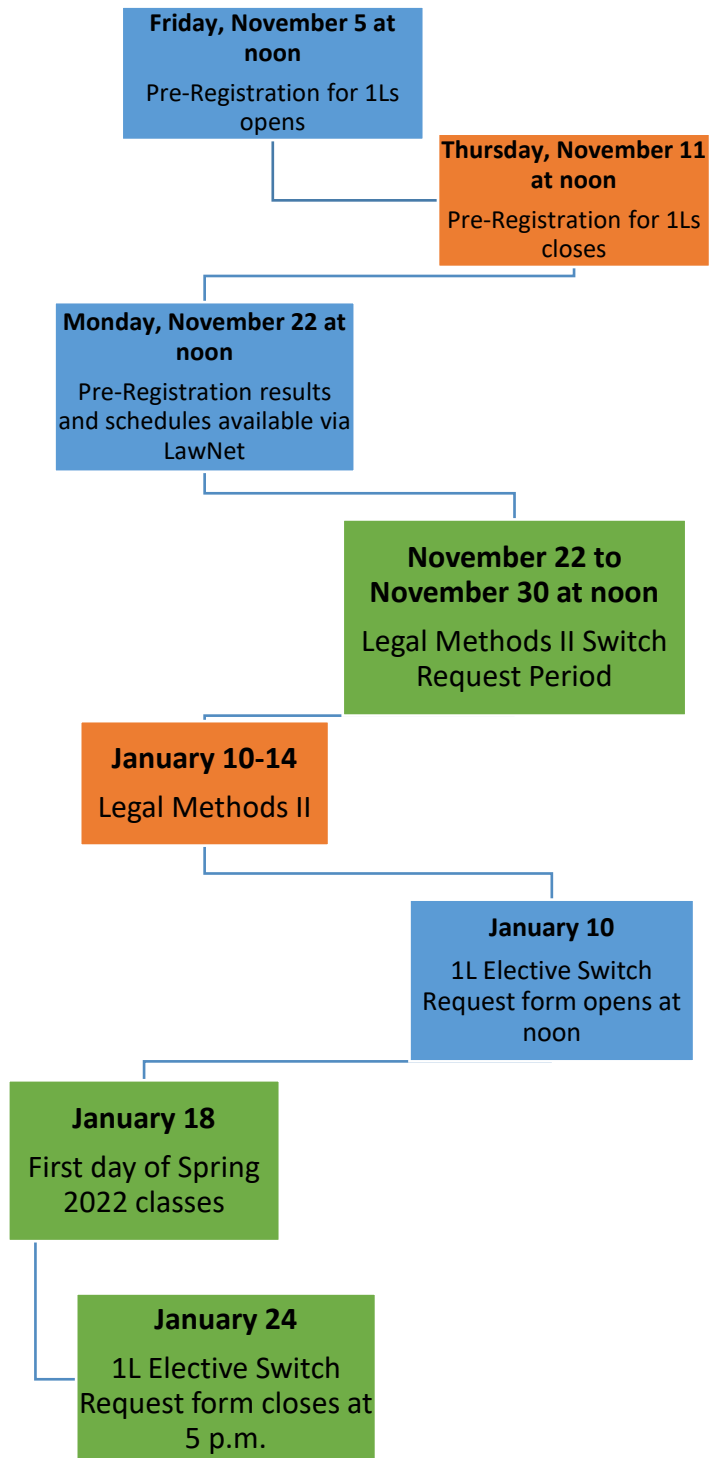 Friday, November 5 at
noon
Pre-Registration for 1Ls
opens
Thursday, November 11
at noon
Pre-Registration for 1Ls
closes
Monday, November 22 at
noon
Pre-Registration results
and schedules available via
LawNet
November 22 to
November 30 at noon
Legal Methods II Switch
Request Period
January 10-14
Legal Methods II
January 10
1L Elective Switch
Request form opens at
noon
January 18
First day of Spring
2022 classes
January 24
1L Elective Switch
Request form closes at
5 p.m.